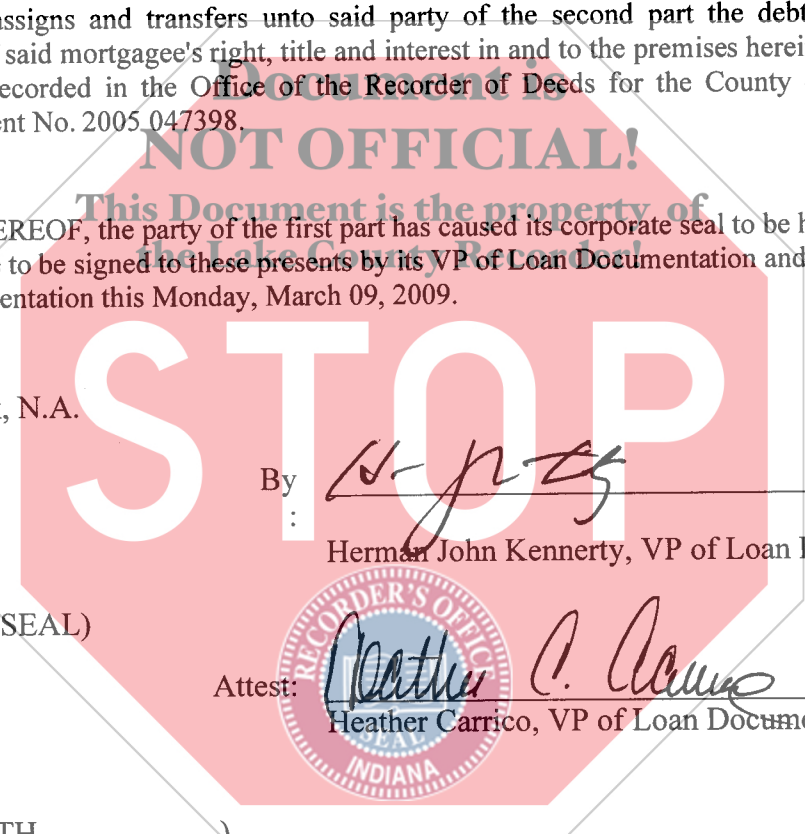 assigns and transfers unto said party of the second part the debt
said mortgagee's right, title and interest in and to the premises herei
Document is
ecorded in the Office of the Recorder of Deeds for the County
nt No. 2005 047398.
NOT OFFICIAL!
This Document is the property of
EREOF, the party of the first part has caused its corporate seal to be h
the Lake County Recorder!
to be signed to these presents by its VP of Loan Documentation and
entation this Monday, March 09, 2009.
STOP
, N.A.
By
:
Herman John Kennerty, VP of Loan
RECORDER'S OFFICE
SEAL)
Attest: Heather C. Carrico
Heather Carrico, VP of Loan Docume
SEAL
INDIANA
TH )